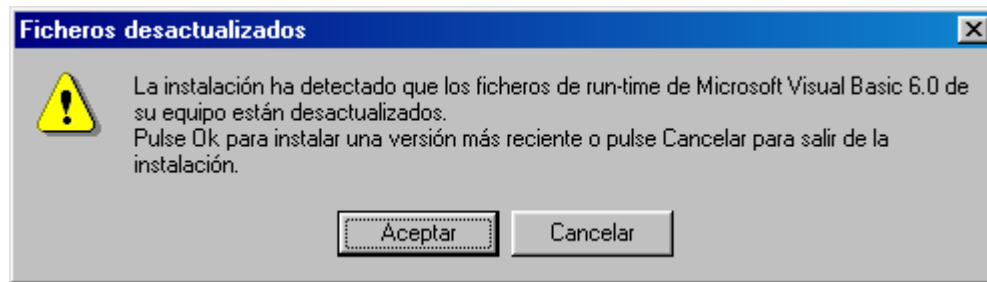 Ficheros desactualizados
La instalación ha detectado que los ficheros de run-time de Microsoft Visual Basic 6.0 de
su equipo están desactualizados.
Pulse Ok para instalar una versión más reciente o pulse Cancelar para salir de la
instalación.
Aceptar
Cancelar